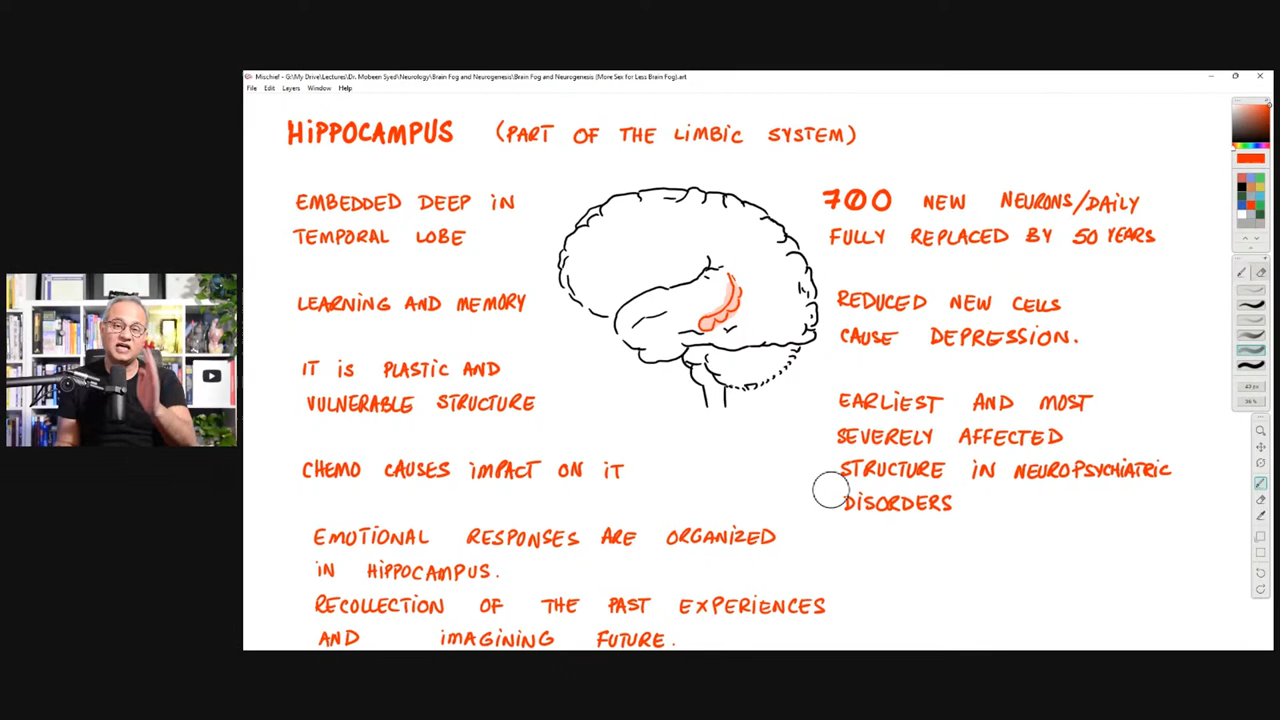 Mischief - G:\My Drive\Lectures\Dr. Mobeen Syed\Neurology\Brain Fog and Neurogenesis\Brain Fog and Neurogenesis (More Sex for Less Brain Fog).art
File Edit Layers Window Help
HIPPOCAMPUS (PART OF THE LIMBIC SYSTEM)
EMBEDDED DEEP IN
TEMPORAL LOBE
LEARNING AND MEMORY
IT IS PLASTIC AND
VULNERABLE STRUCTURE
CHEMO CAUSES IMPACT ON IT
700 NEW NEURONS/DAILY
FULLY REPLACED BY 50 YEARS
REDUCED NEW CELLS
CAUSE DEPRESSION.
EARLIEST AND MOST
SEVERELY AFFECTED
STRUCTURE IN NEUROPSYCHIATRIC
DISORDERS
EMOTIONAL RESPONSES ARE ORGANIZED
IN HIPPOCAMPUS.
RECOLLECTION OF THE PAST EXPERIENCES
AND IMAGINING FUTURE.